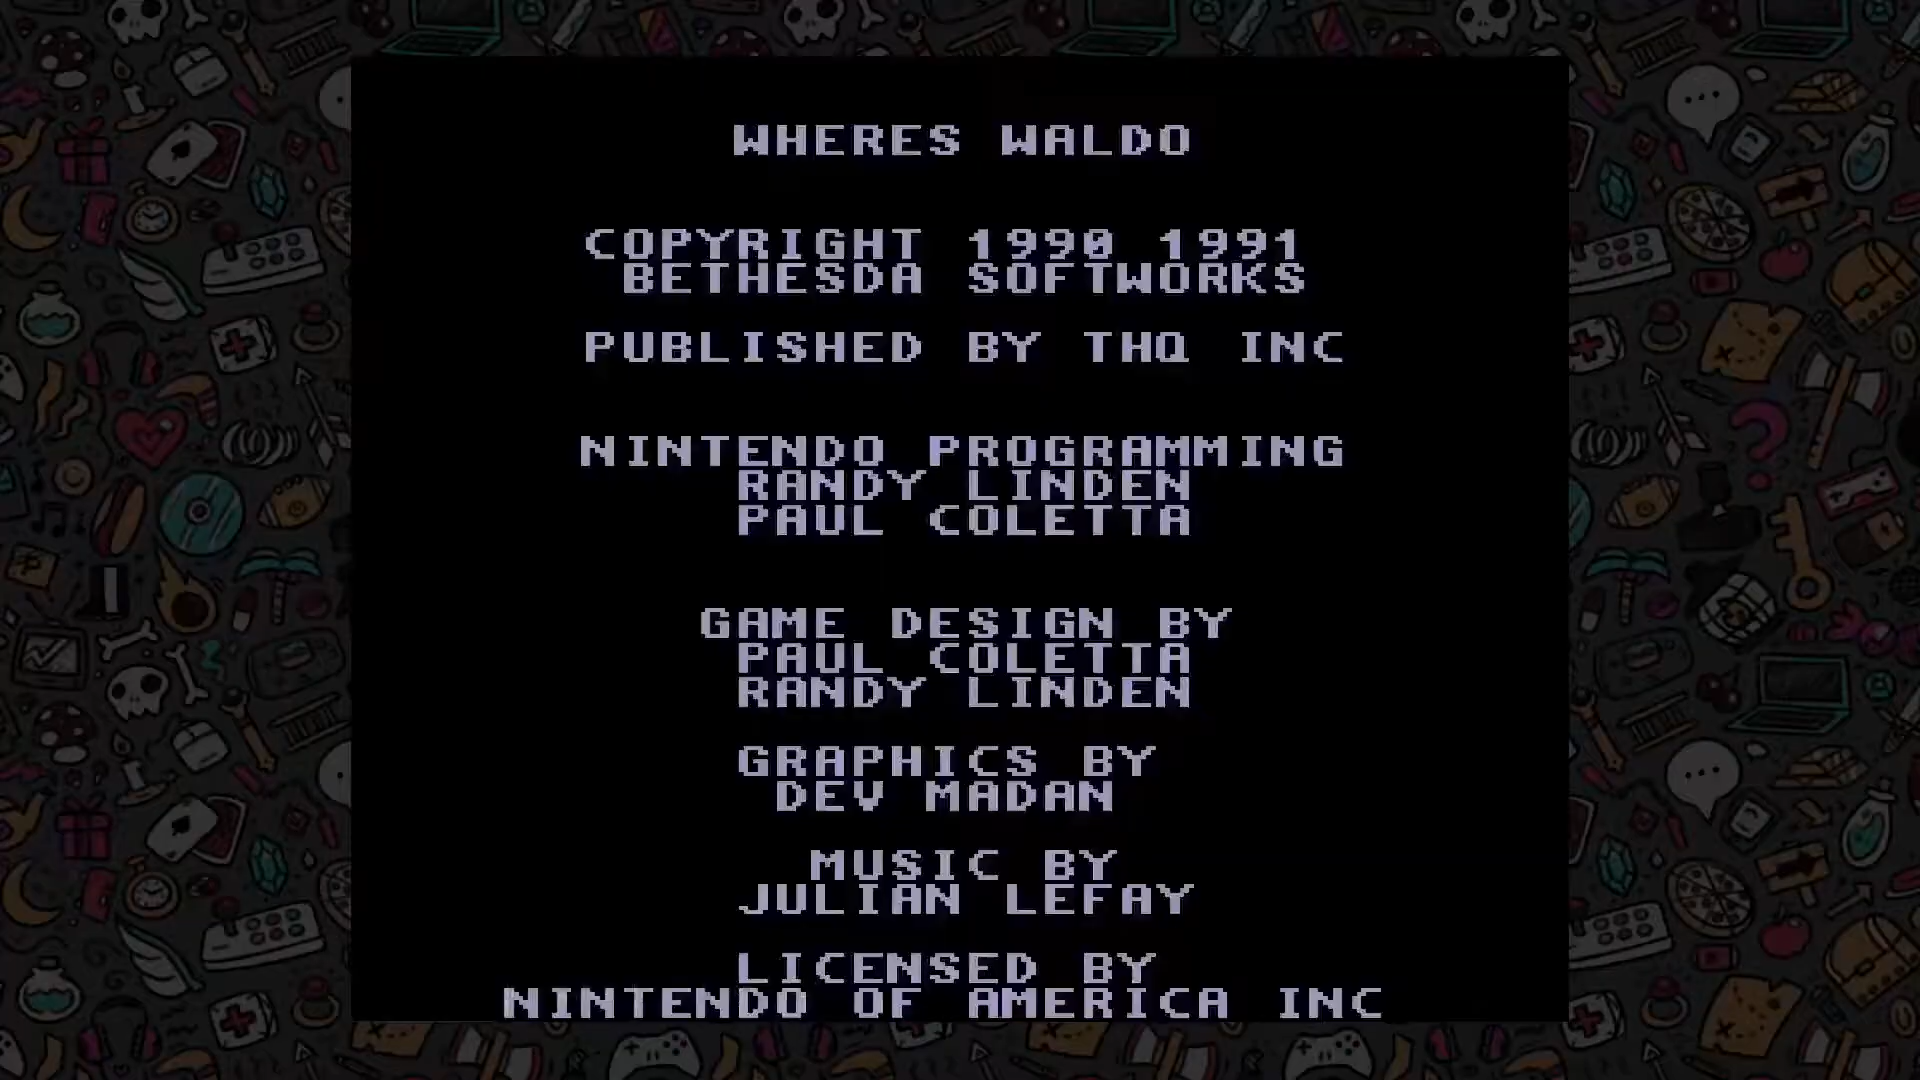 WHERES WALDO
COPYRIGHT 1990 1991
BETHESDA SOFTWORKS
PUBLISHED BY THQ INC
NINTENDO PROGRAMMING
RANDY LINDEN
PAUL COLETTA
GAME DESIGN BY
PAUL COLETTA
RANDY LINDEN
GRAPHICS BY
DEV MADAN
MUSIC BY
JULIAN LEFAY
LICENSED BY
NINTENDO OF AMERICA INC